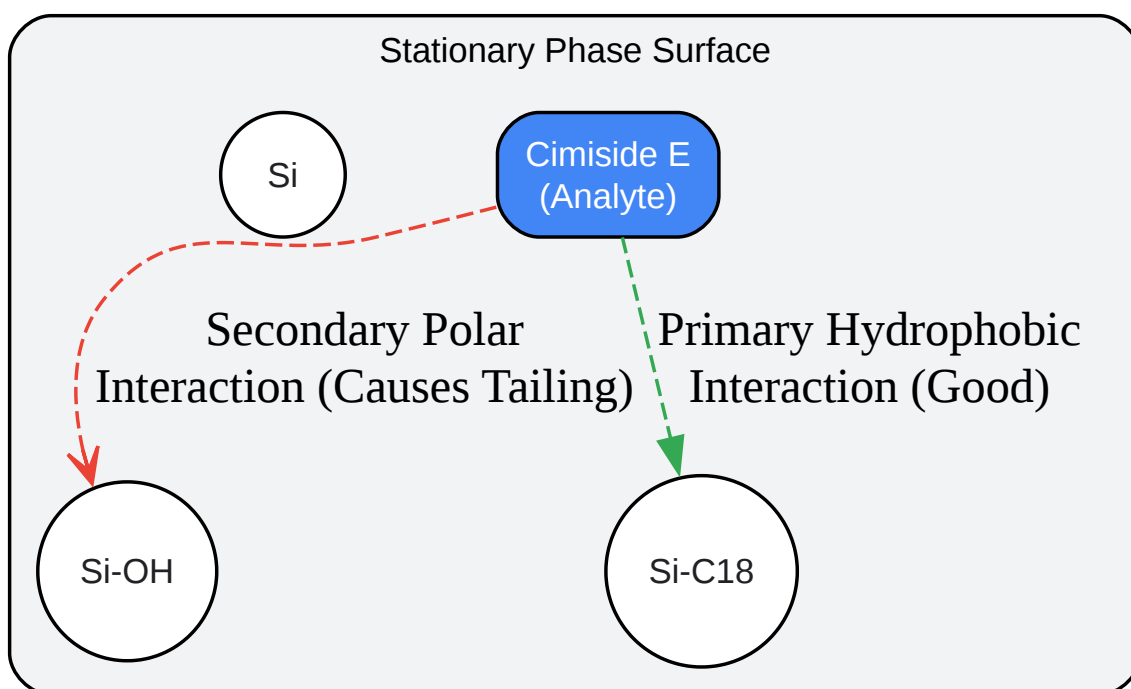 Stationary Phase Surface
Si
Cimiside E
(Analyte)
Secondary Polar
Interaction (Causes Tailing)
Primary Hydrophobic
Interaction (Good)
Si-OH
Si-C18